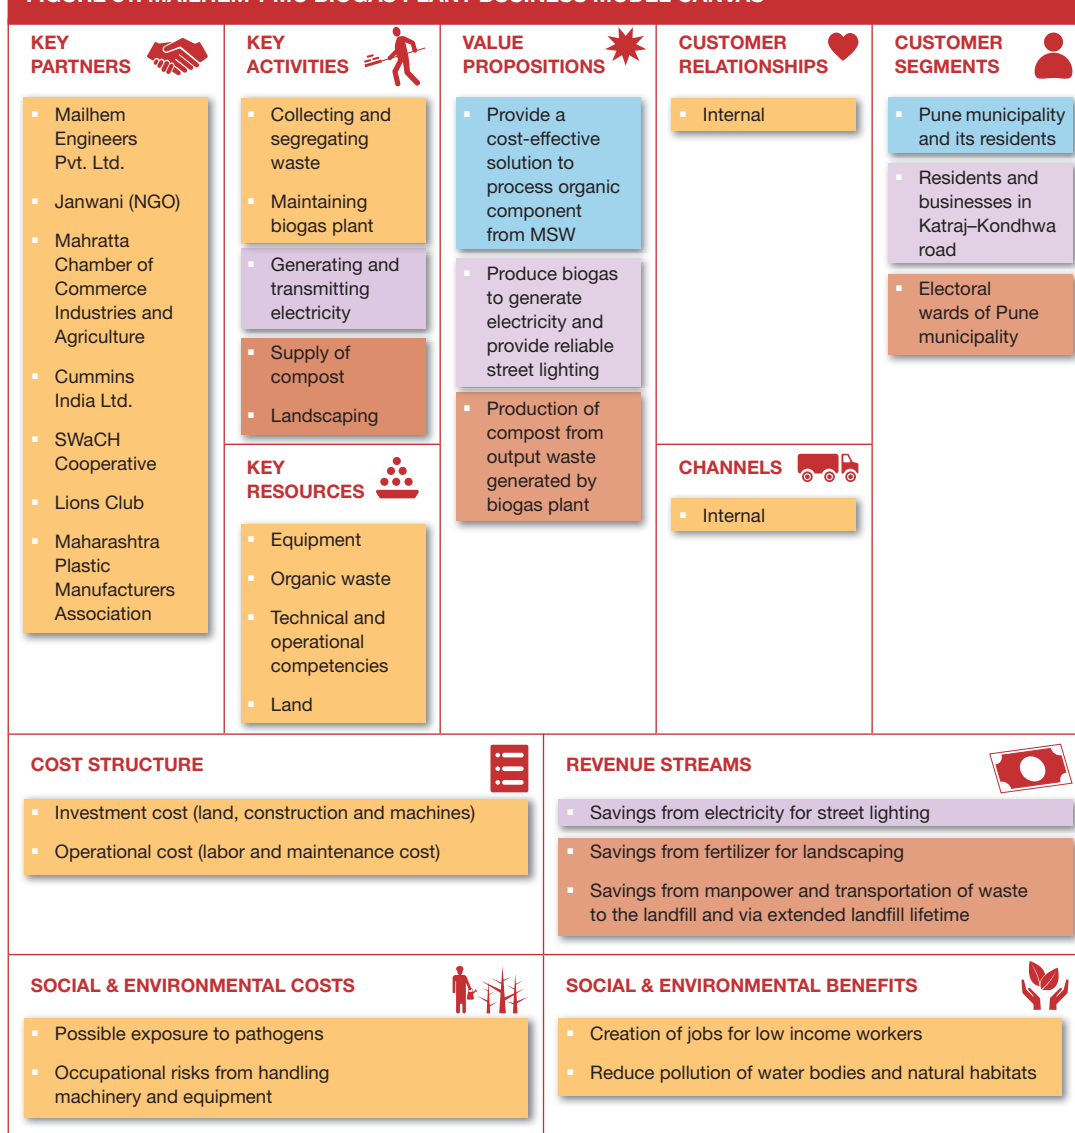 KEY
PARTNERS
Mailhem
Engineers
Pvt. Ltd.
Janwani (NGO)
Mahratta
Chamber of
Commerce
Industries and
Agriculture
Cummins
India Ltd.
SWaCH
Cooperative
Lions Club
Maharashtra
Plastic
Manufacturers
Association
KEY
ACTIVITIES
Collecting and
segregating
waste
Maintaining
biogas plant
Generating and
transmitting
electricity
Supply of
compost
Landscaping
KEY
RESOURCES
Equipment
Organic waste
Technical and
operational
competencies
Land
VALUE
PROPOSITIONS
Provide a
cost-effective
solution to
process organic
component
from MSW
Produce biogas
to generate
electricity and
provide reliable
street lighting
Production of
compost from
output waste
generated by
biogas plant
CUSTOMER
RELATIONSHIPS
Internal
CHANNELS
Internal
CUSTOMER
SEGMENTS
Pune municipality
and its residents
Residents and
businesses in
Katraj–Kondhwa
road
Electoral
wards of Pune
municipality
COST STRUCTURE
Investment cost (land, construction and machines)
Operational cost (labor and maintenance cost)
REVENUE STREAMS
Savings from electricity for street lighting
Savings from fertilizer for landscaping
Savings from manpower and transportation of waste
to the landfill and via extended landfill lifetime
SOCIAL & ENVIRONMENTAL COSTS
Possible exposure to pathogens
Occupational risks from handling
machinery and equipment
SOCIAL & ENVIRONMENTAL BENEFITS
Creation of jobs for low income workers
Reduce pollution of water bodies and natural habitats